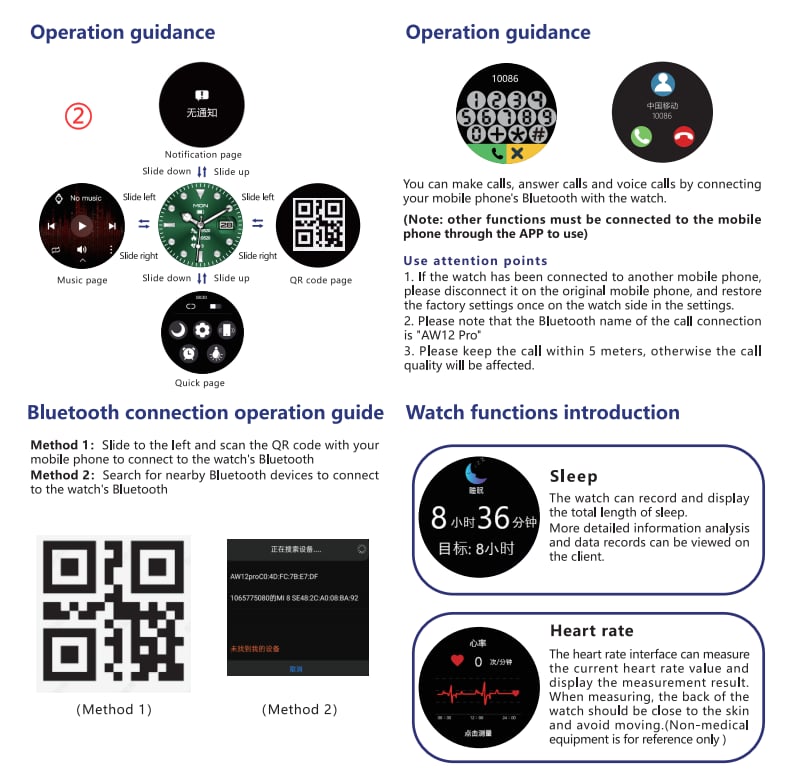 Operation guidance
②
无通知
Notification page
Slide down Slide up
No music
Slide left
Slide left
MON
28
Slide right
Slide right
Music page
Slide down Slide up
QR code page
Quick page
Operation guidance
10086
1 2 3 4
5 6 7 8 9
0 + * #
中国移动
10086
You can make calls, answer calls and voice calls by connecting
your mobile phone's Bluetooth with the watch.
(Note: other functions must be connected to the mobile
phone through the APP to use)
Use attention points
1. If the watch has been connected to another mobile phone,
please disconnect it on the original mobile phone, and restore
the factory settings once on the watch side in the settings.
2. Please note that the Bluetooth name of the call connection
is "AW12 Pro"
3. Please keep the call within 5 meters, otherwise the call
quality will be affected.
Bluetooth connection operation guide
Method 1： Slide to the left and scan the QR code with your
mobile phone to connect to the watch's Bluetooth
Method 2： Search for nearby Bluetooth devices to connect
to the watch's Bluetooth
正在搜索设备....
AW12proC0:4D:FC:7B:E7:DF
1065775080的MI 8 SE48:2C:A0:08:BA:92
未找到我的设备
取消
（Method 1）
（Method 2）
Watch functions introduction
睡眠
8小时36分钟
目标: 8小时
Sleep
The watch can record and display
the total length of sleep.
More detailed information analysis
and data records can be viewed on
the client.
心率
0 次/分钟
06 : 00 12 : 00 24 : 00
点击测量
Heart rate
The heart rate interface can measure
the current heart rate value and
display the measurement result.
When measuring, the back of the
watch should be close to the skin
and avoid moving.(Non-medical
equipment is for reference only )